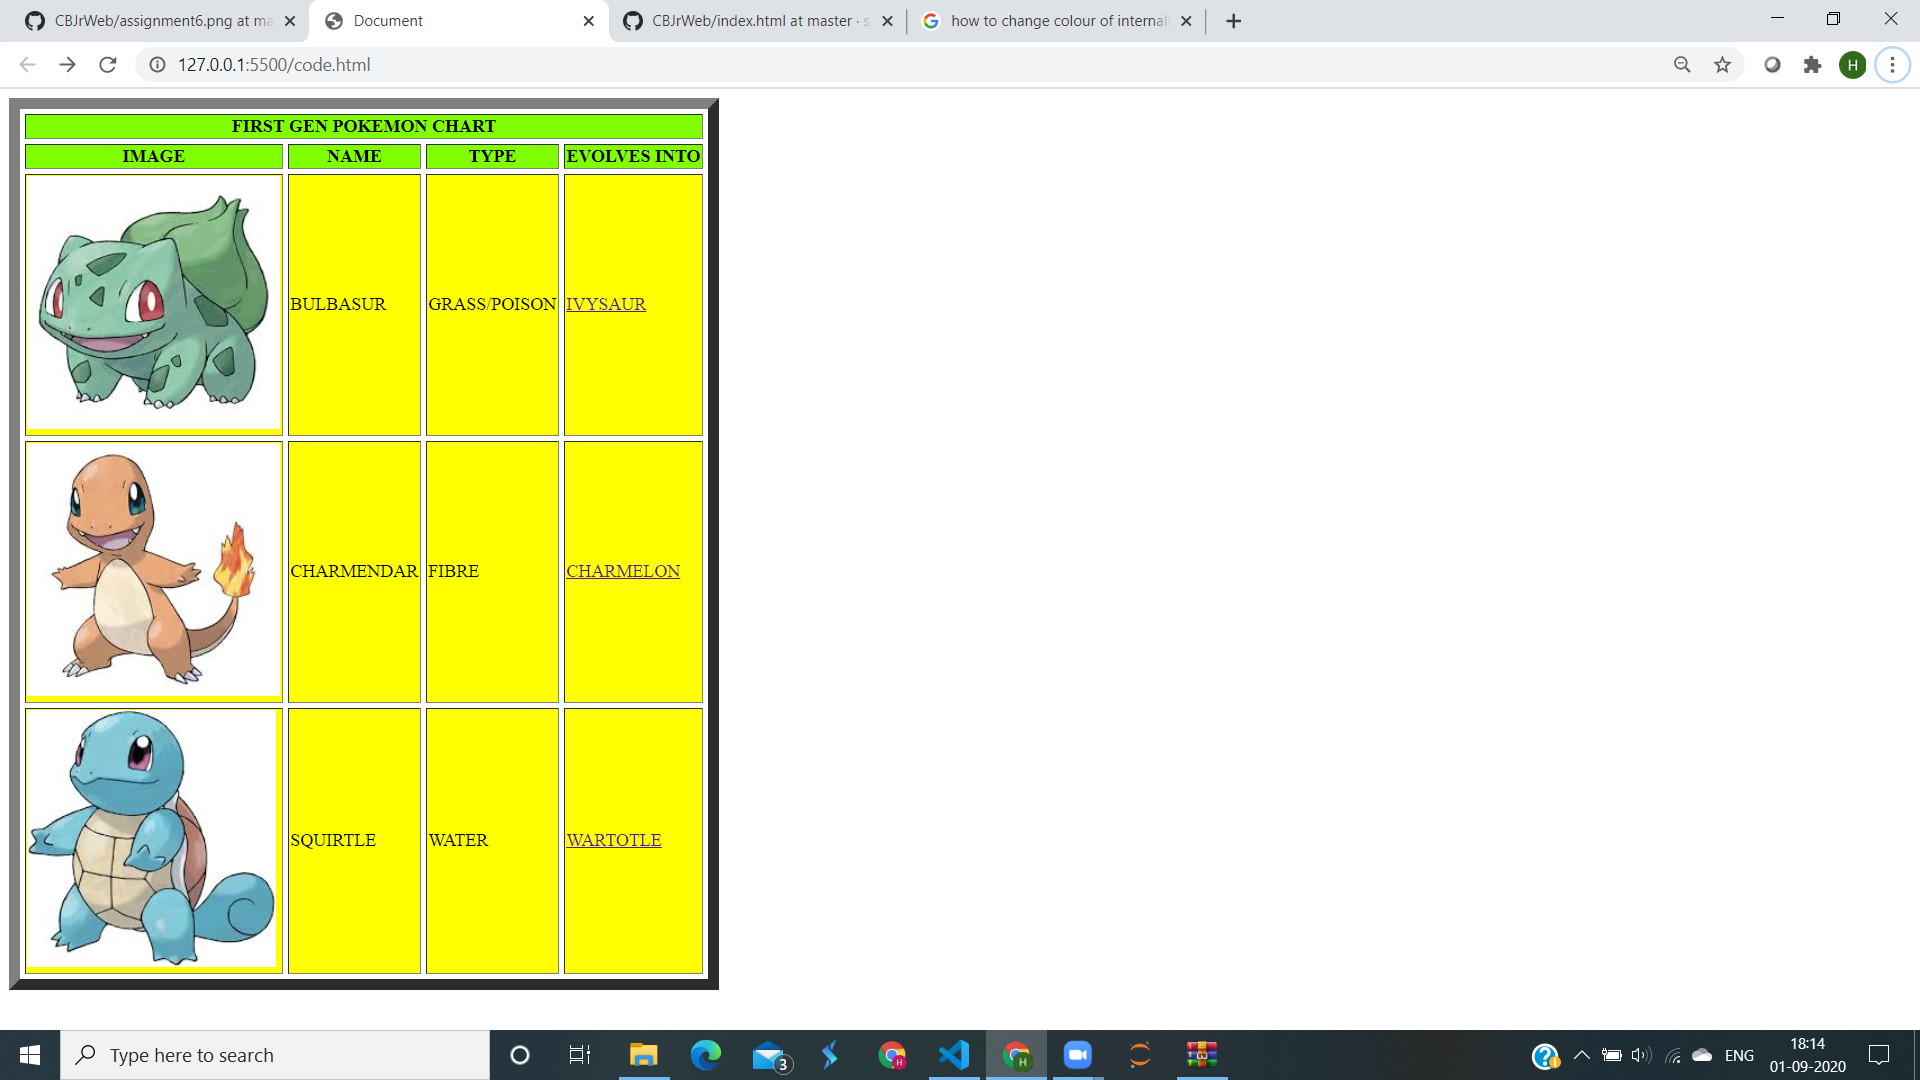 CBJrWeb/assignment6.png at ma
Document
CBJrWeb/index.html at master · s
how to change colour of internal
127.0.0.1:5500/code.html
H
FIRST GEN POKEMON CHART
IMAGE NAME TYPE EVOLVES INTO
BULBASUR GRASS/POISON IVYSAUR
CHARMENDAR FIBRE CHARMELON
SQUIRTLE WATER WARTOTLE
Type here to search
3
H
H
ENG
18:14
01-09-2020